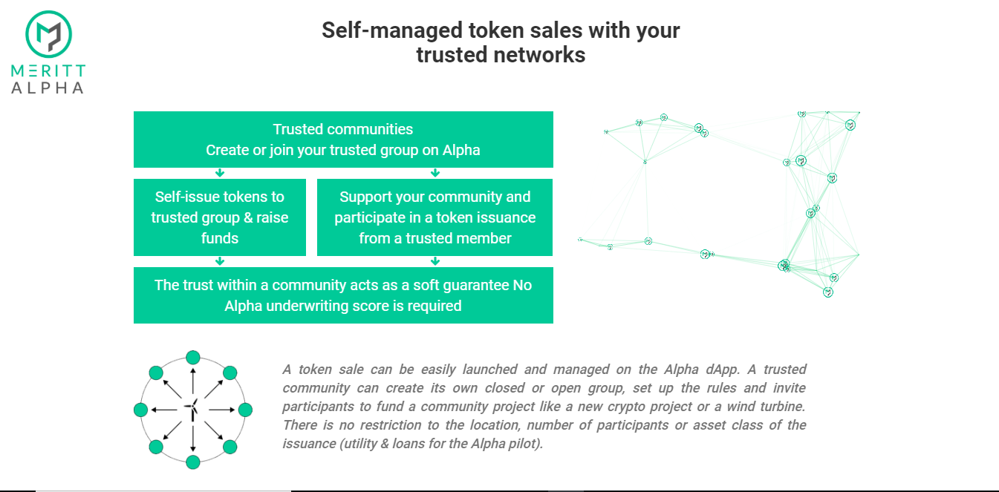 MERITT
ALPHA
Self-managed token sales with your
trusted networks
Trusted communities
Create or join your trusted group on Alpha
Self-issue tokens to
trusted group & raise
funds
Support your community and
participate in a token issuance
from a trusted member
The trust within a community acts as a soft guarantee No
Alpha underwriting score is required
A token sale can be easily launched and managed on the Alpha dApp. A trusted
community can create its own closed or open group, set up the rules and invite
participants to fund a community project like a new crypto project or a wind turbine.
There is no restriction to the location, number of participants or asset class of the
issuance (utility & loans for the Alpha pilot).